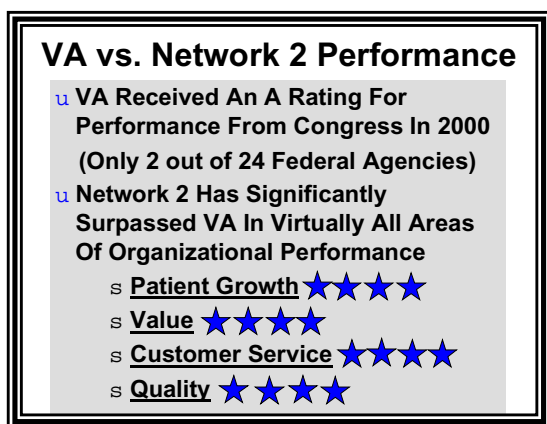 VA vs. Network 2 Performance
u VA Received An A Rating For
Performance From Congress In 2000
(Only 2 out of 24 Federal Agencies)
u Network 2 Has Significantly
Surpassed VA In Virtually All Areas
Of Organizational Performance
s Patient Growth ★★★★
s Value ★★★★
s Customer Service ★★★★
s Quality ★★★★